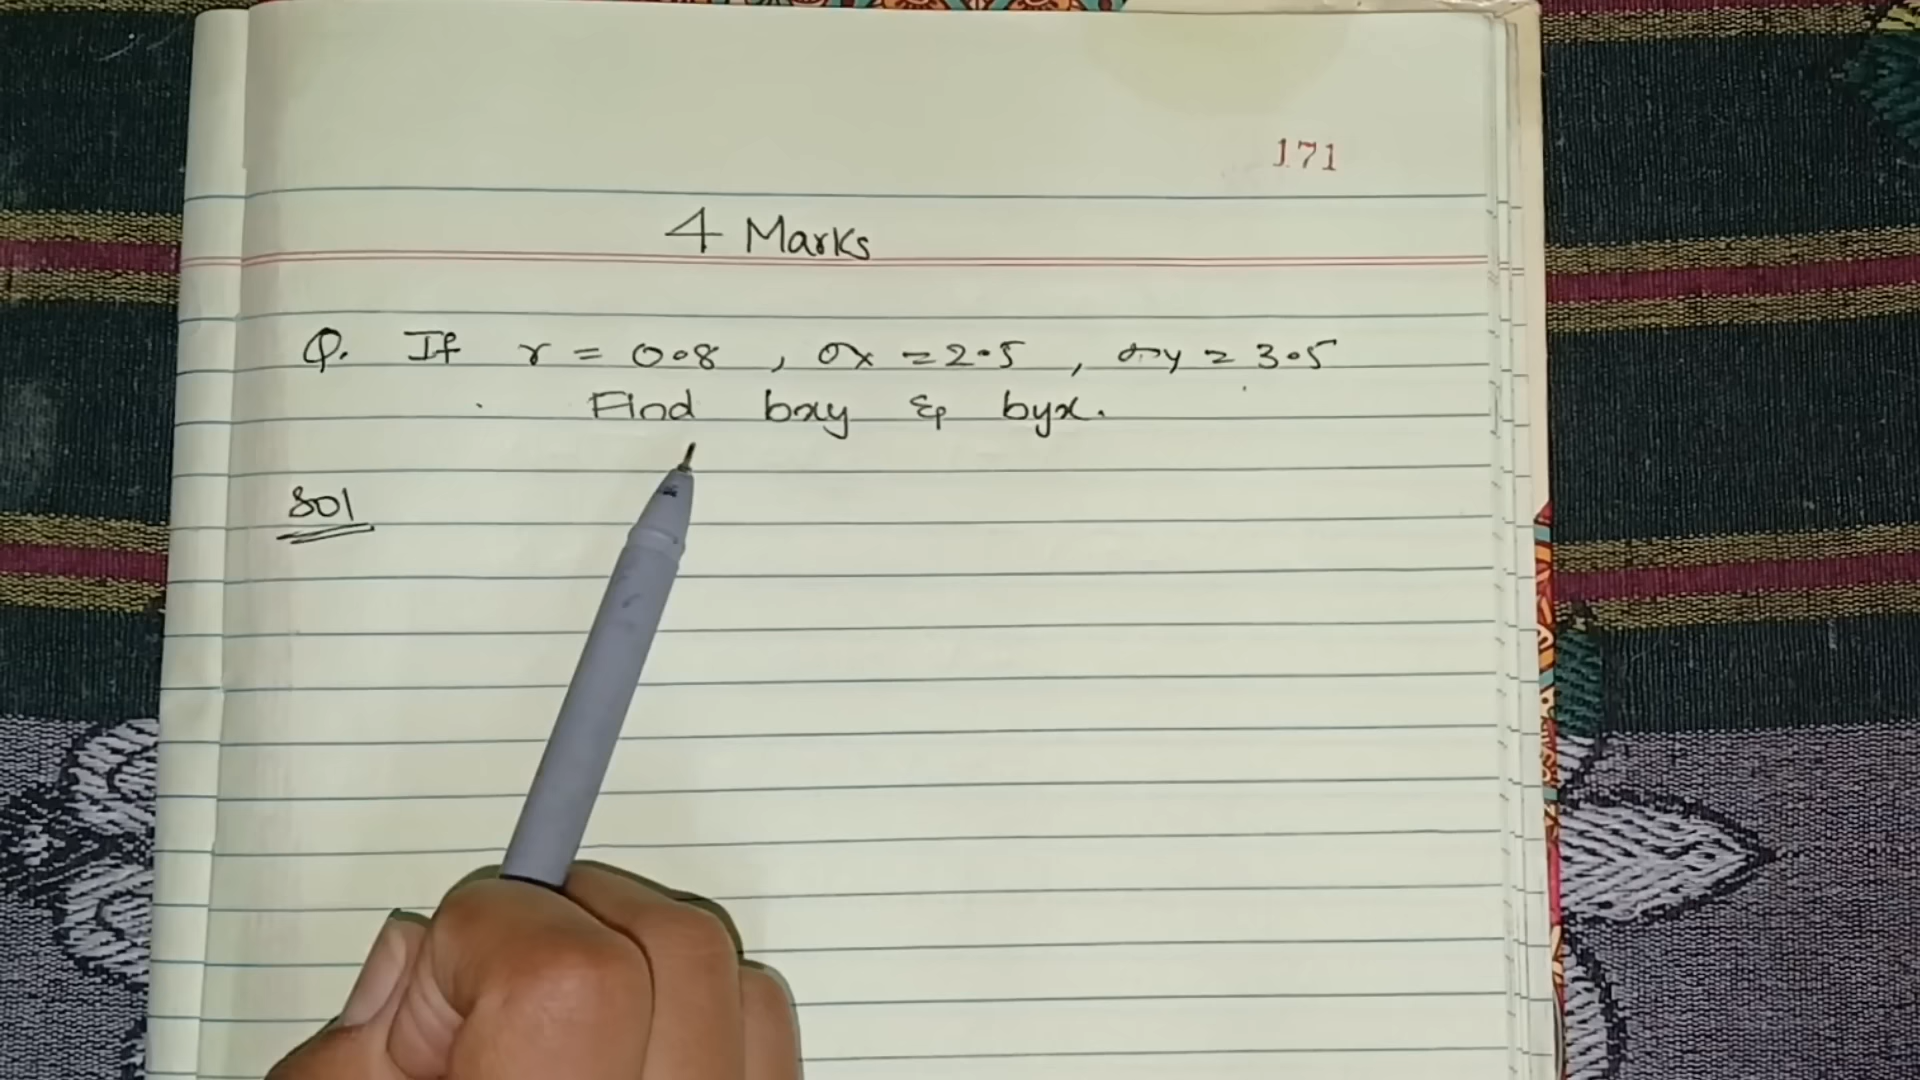 171
4 Marks
Q. If r = 0.8 , σx = 2.5 , σy = 3.5
Find bxy & byx.
Sol